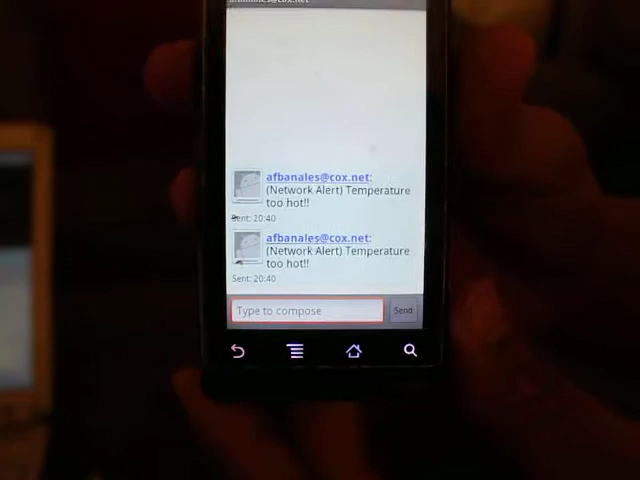 afbanales@cox.net:
(Network Alert) Temperature
too hot!!
Sent: 20:40
afbanales@cox.net:
(Network Alert) Temperature
too hot!!
Sent: 20:40
Type to compose
Send